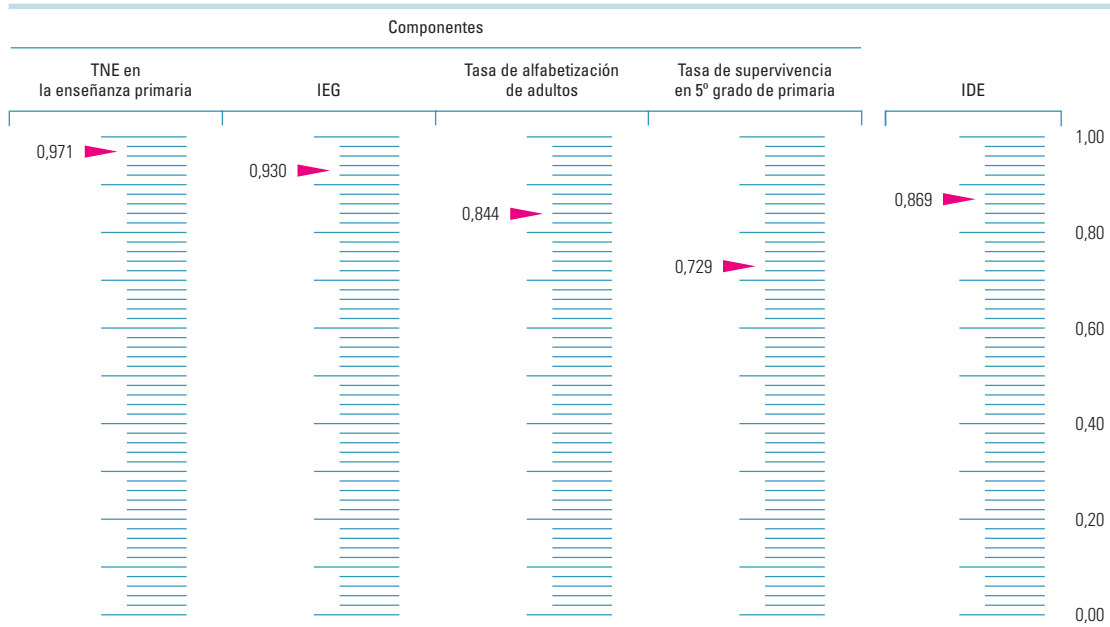 Componentes
TNE en
la enseñanza primaria
IEG
Tasa de alfabetización
de adultos
Tasa de supervivencia
en 5º grado de primaria
IDE
0,971
0,930
0,844
0,729
0,869
1,00
0,80
0,60
0,40
0,20
0,00